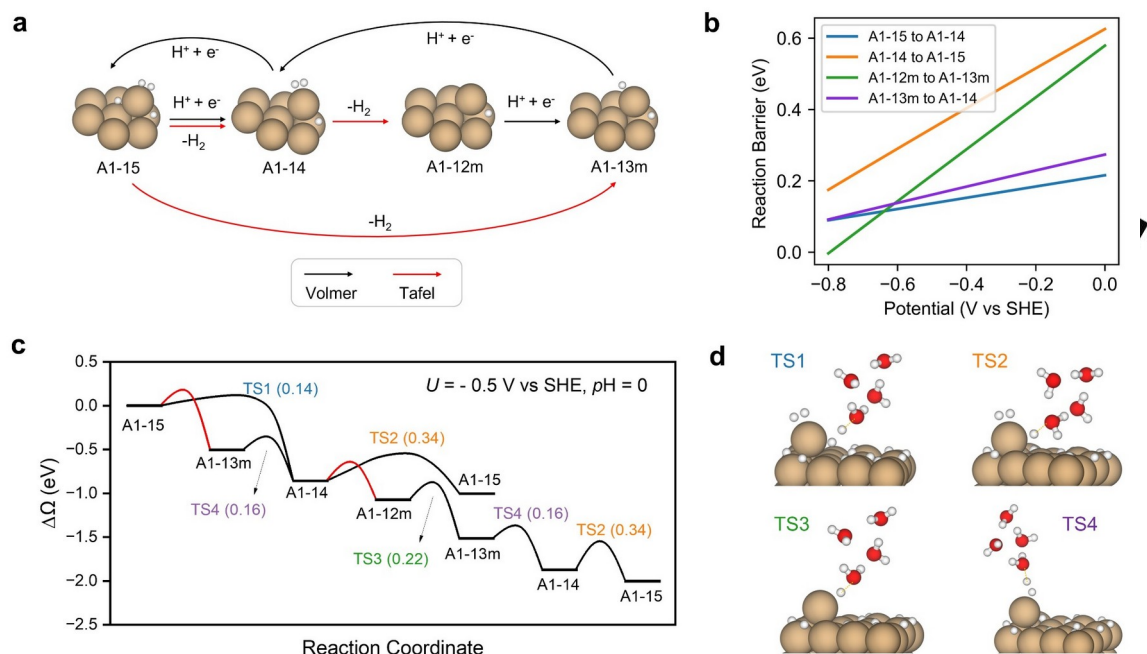 a
H⁺ + e⁻
H⁺ + e⁻
H⁺ + e⁻
-H₂
-H₂
H⁺ + e⁻
A1-15
A1-14
A1-12m
A1-13m
-H₂
Volmer
Tafel
b
Reaction Barrier (eV)
0.6
0.4
0.2
0.0
A1-15 to A1-14
A1-14 to A1-15
A1-12m to A1-13m
A1-13m to A1-14
−0.8
−0.6
−0.4
−0.2
0.0
Potential (V vs SHE)
c
ΔΩ (eV)
0.5
0.0
−0.5
−1.0
−1.5
−2.0
−2.5
U = - 0.5 V vs SHE, pH = 0
A1-15
TS1 (0.14)
A1-13m
TS4 (0.16)
A1-14
TS2 (0.34)
A1-15
A1-12m
TS3 (0.22)
TS4 (0.16)
A1-13m
TS2 (0.34)
A1-14
A1-15
Reaction Coordinate
d
TS1
TS2
TS3
TS4